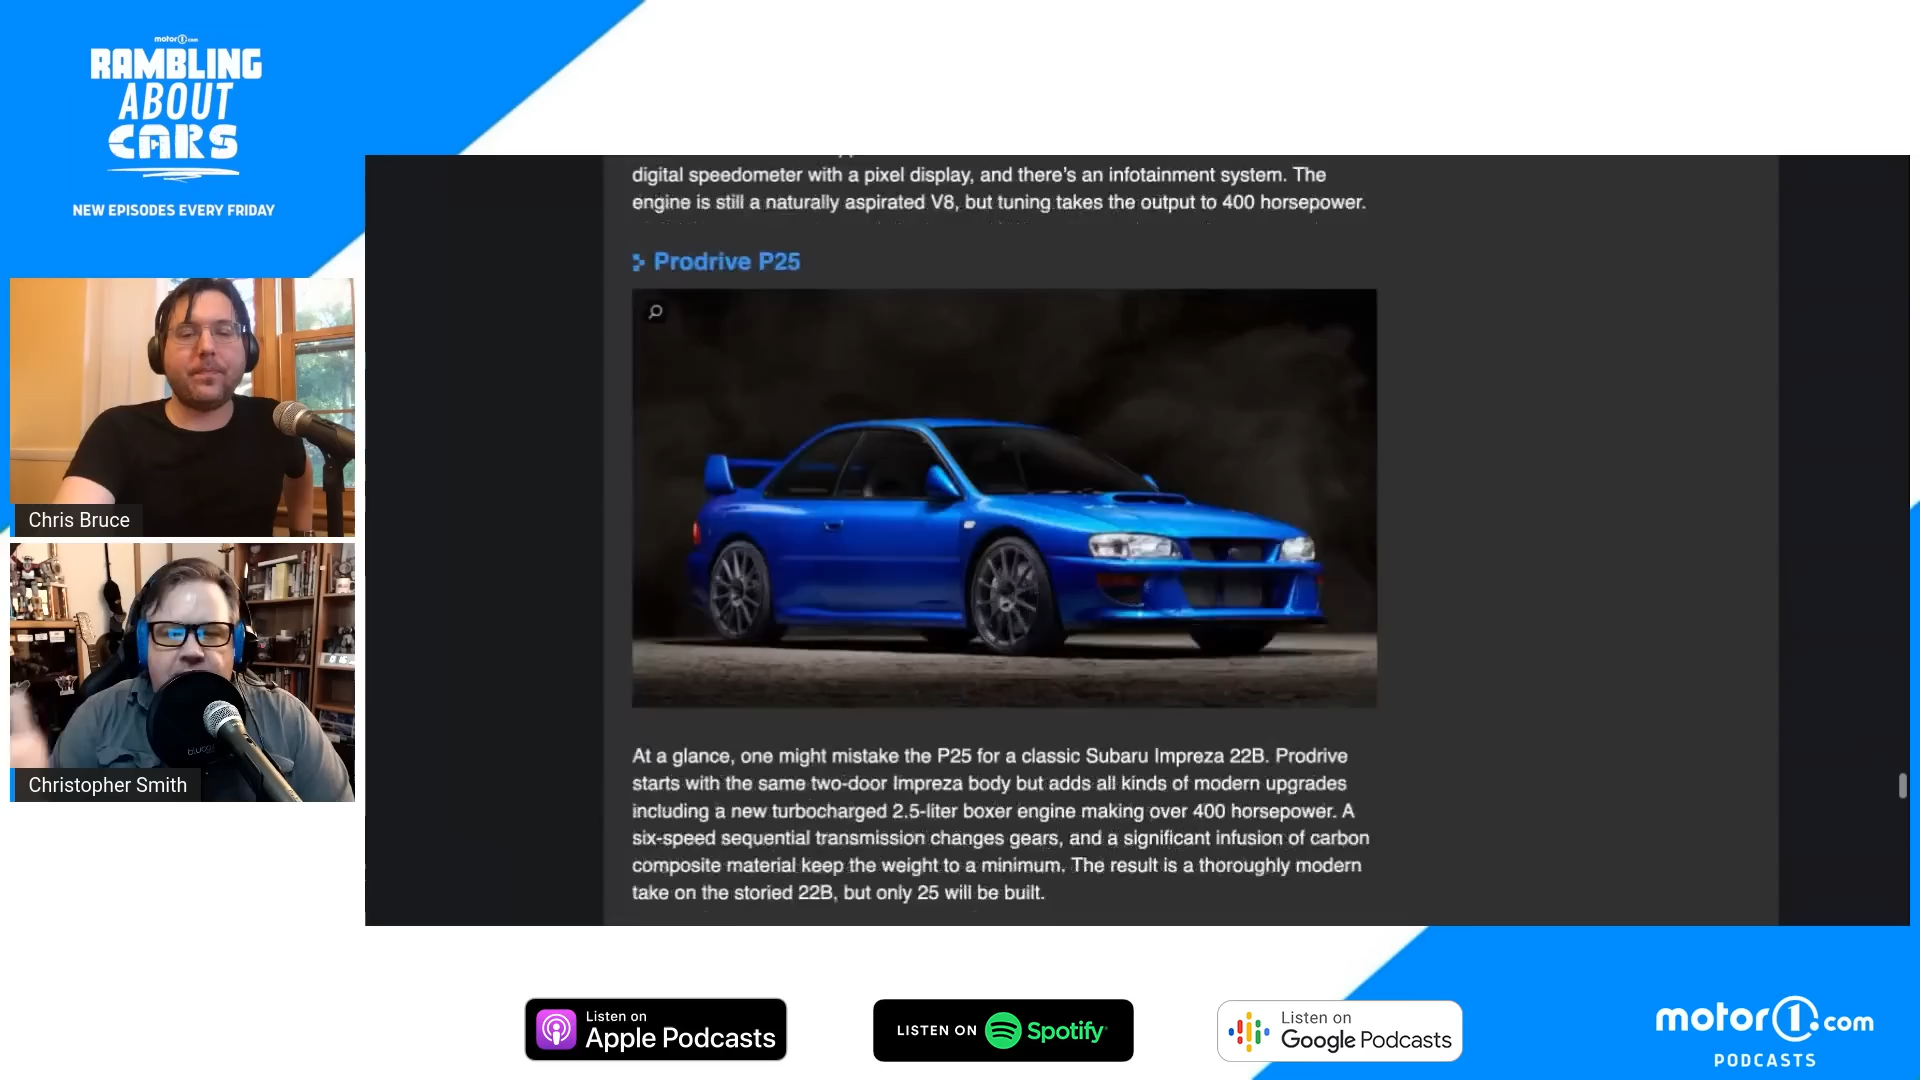 motor1.com
RAMBLING
ABOUT
CARS
NEW EPISODES EVERY FRIDAY
Chris Bruce
Christopher Smith
digital speedometer with a pixel display, and there's an infotainment system. The
engine is still a naturally aspirated V8, but tuning takes the output to 400 horsepower.
Prodrive P25
At a glance, one might mistake the P25 for a classic Subaru Impreza 22B. Prodrive
starts with the same two-door Impreza body but adds all kinds of modern upgrades
including a new turbocharged 2.5-liter boxer engine making over 400 horsepower. A
six-speed sequential transmission changes gears, and a significant infusion of carbon
composite material keep the weight to a minimum. The result is a thoroughly modern
take on the storied 22B, but only 25 will be built.
Listen on
Apple Podcasts
LISTEN ON Spotify
Listen on
Google Podcasts
motor1.com
PODCASTS